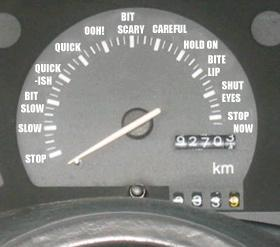 BIT
SCARY
OOH!
CAREFUL
QUICK
HOLD ON
QUICK
-ISH
BITE
LIP
BIT
SLOW
SHUT
EYES
SLOW
STOP
NOW
STOP
km